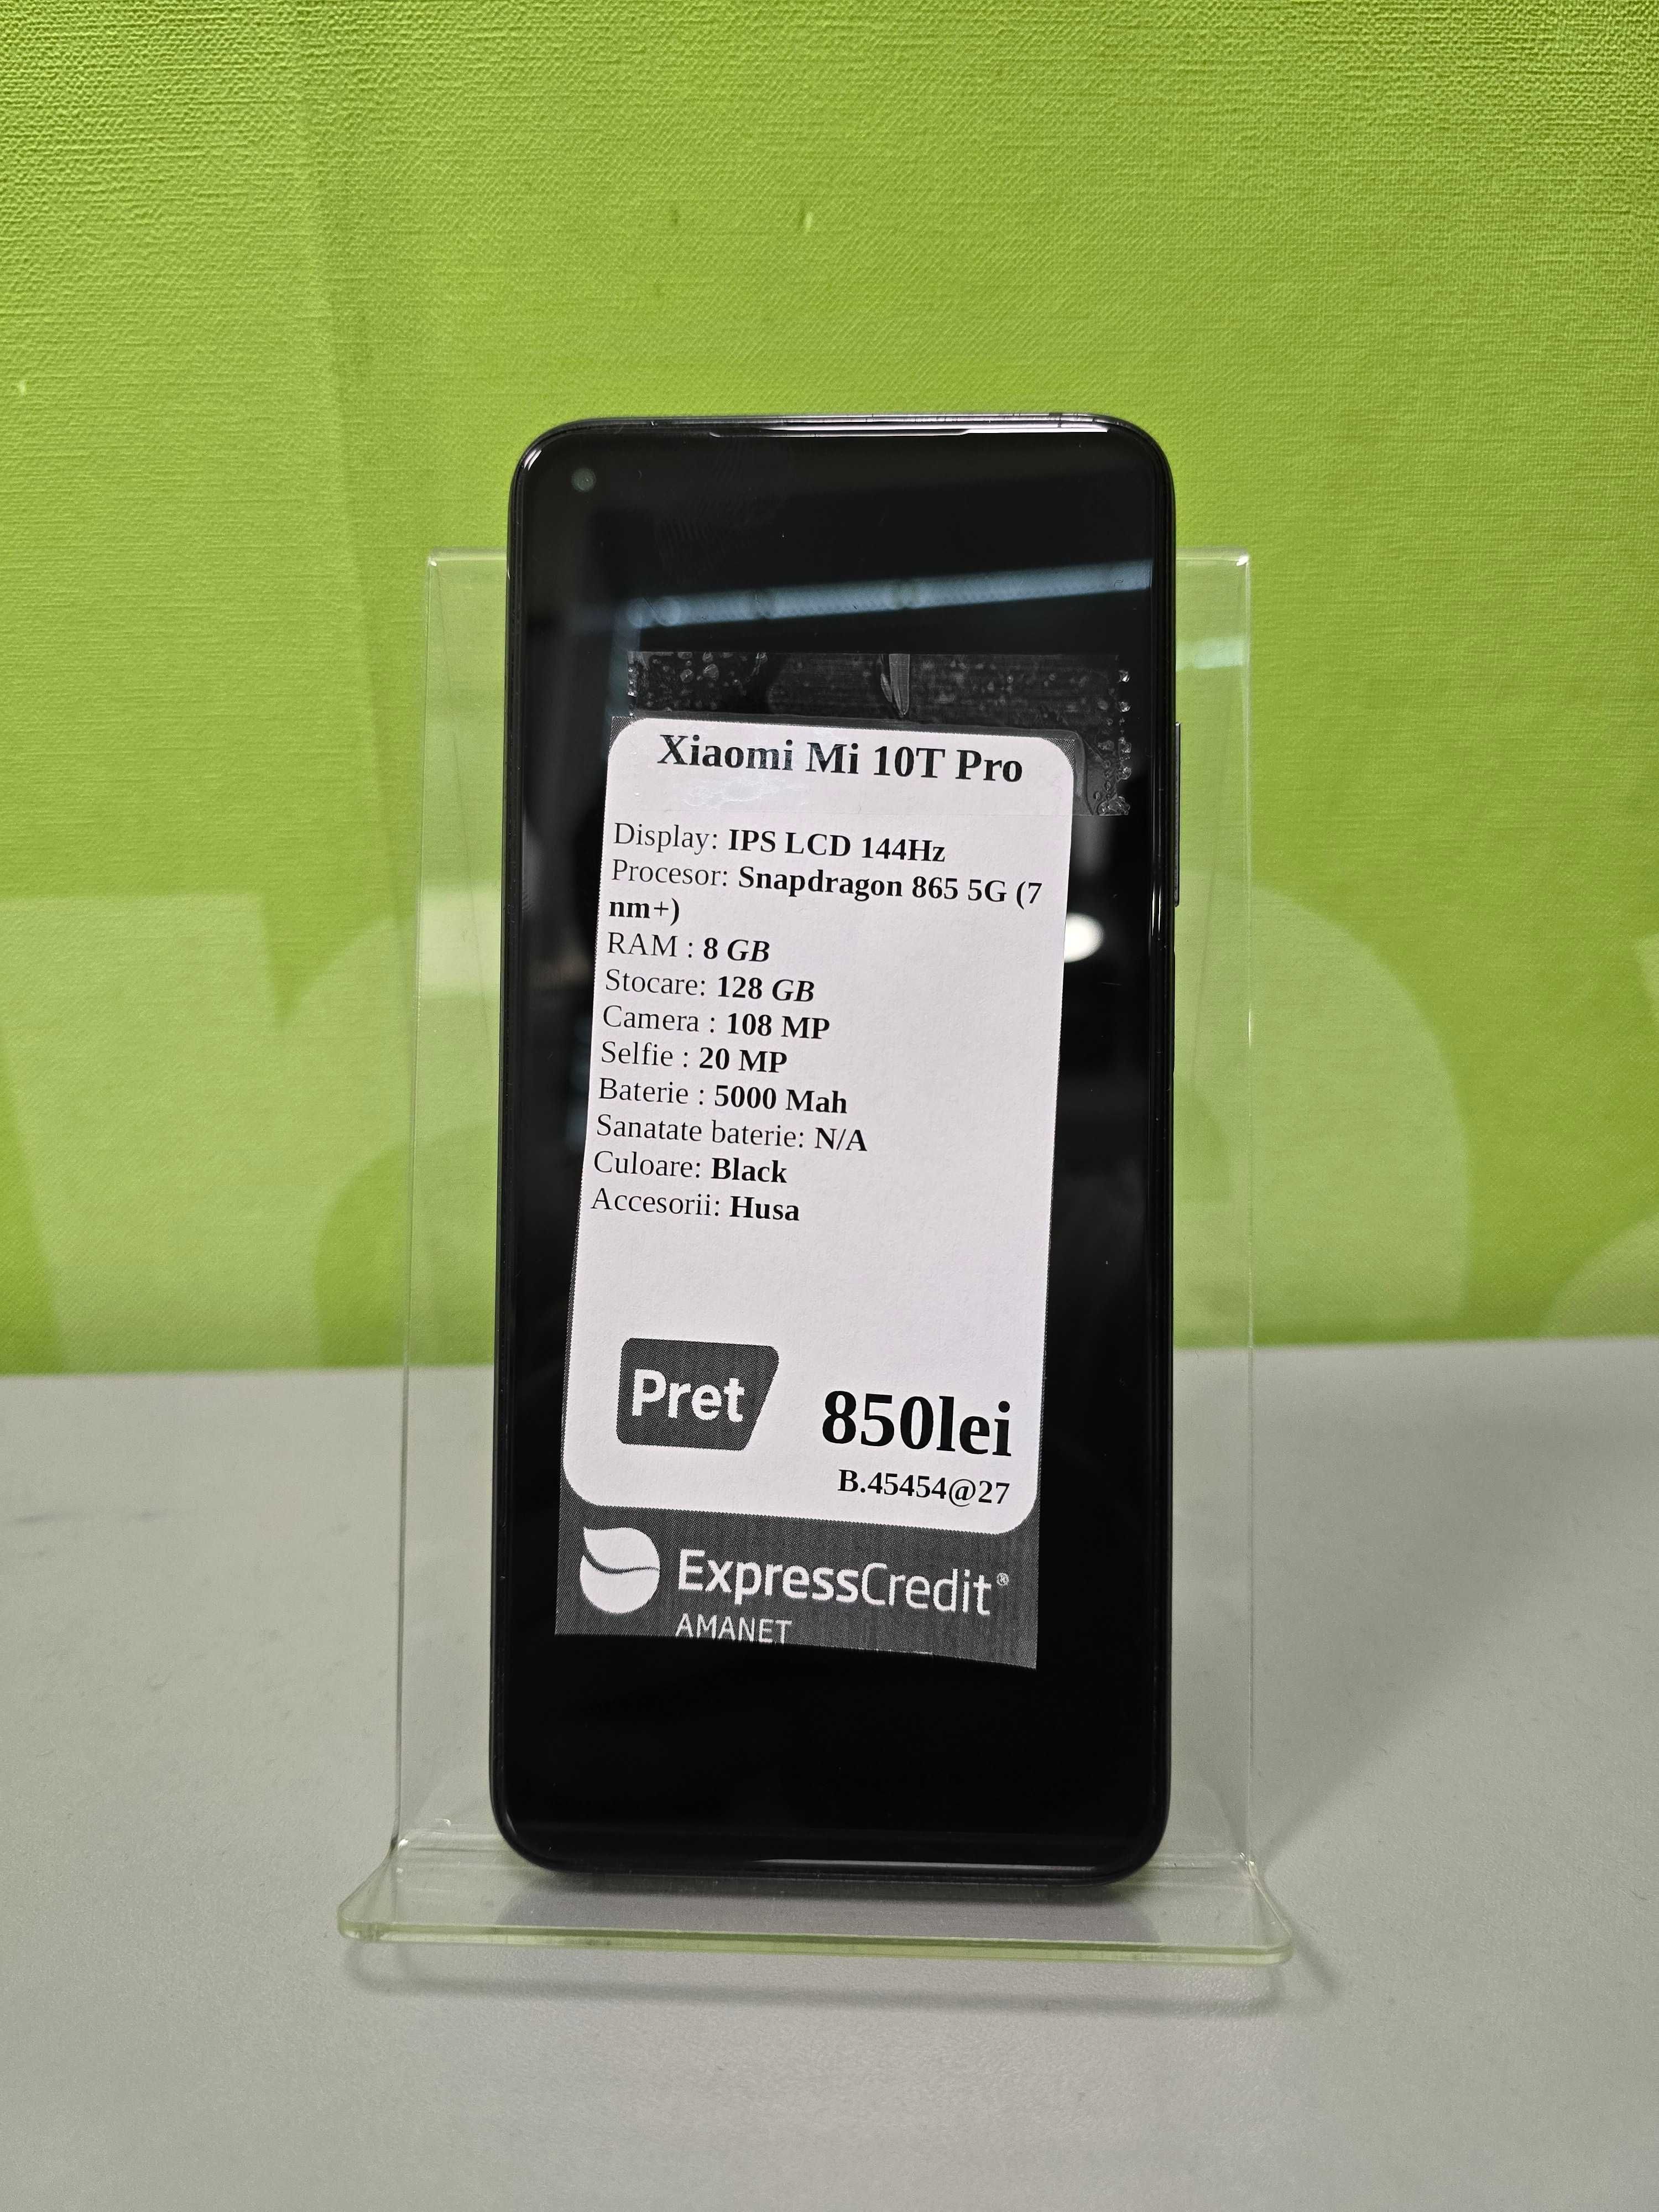 Xiaomi Mi 10T Pro
Display: IPS LCD 144Hz
Procesor: Snapdragon 865 5G (7
nm+)
RAM : 8 GB
Stocare: 128 GB
Camera : 108 MP
Selfie : 20 MP
Baterie : 5000 Mah
Sanatate baterie: N/A
Culoare: Black
Accesorii: Husa
Pret
850lei
B.45454@27
ExpressCredit®
AMANET